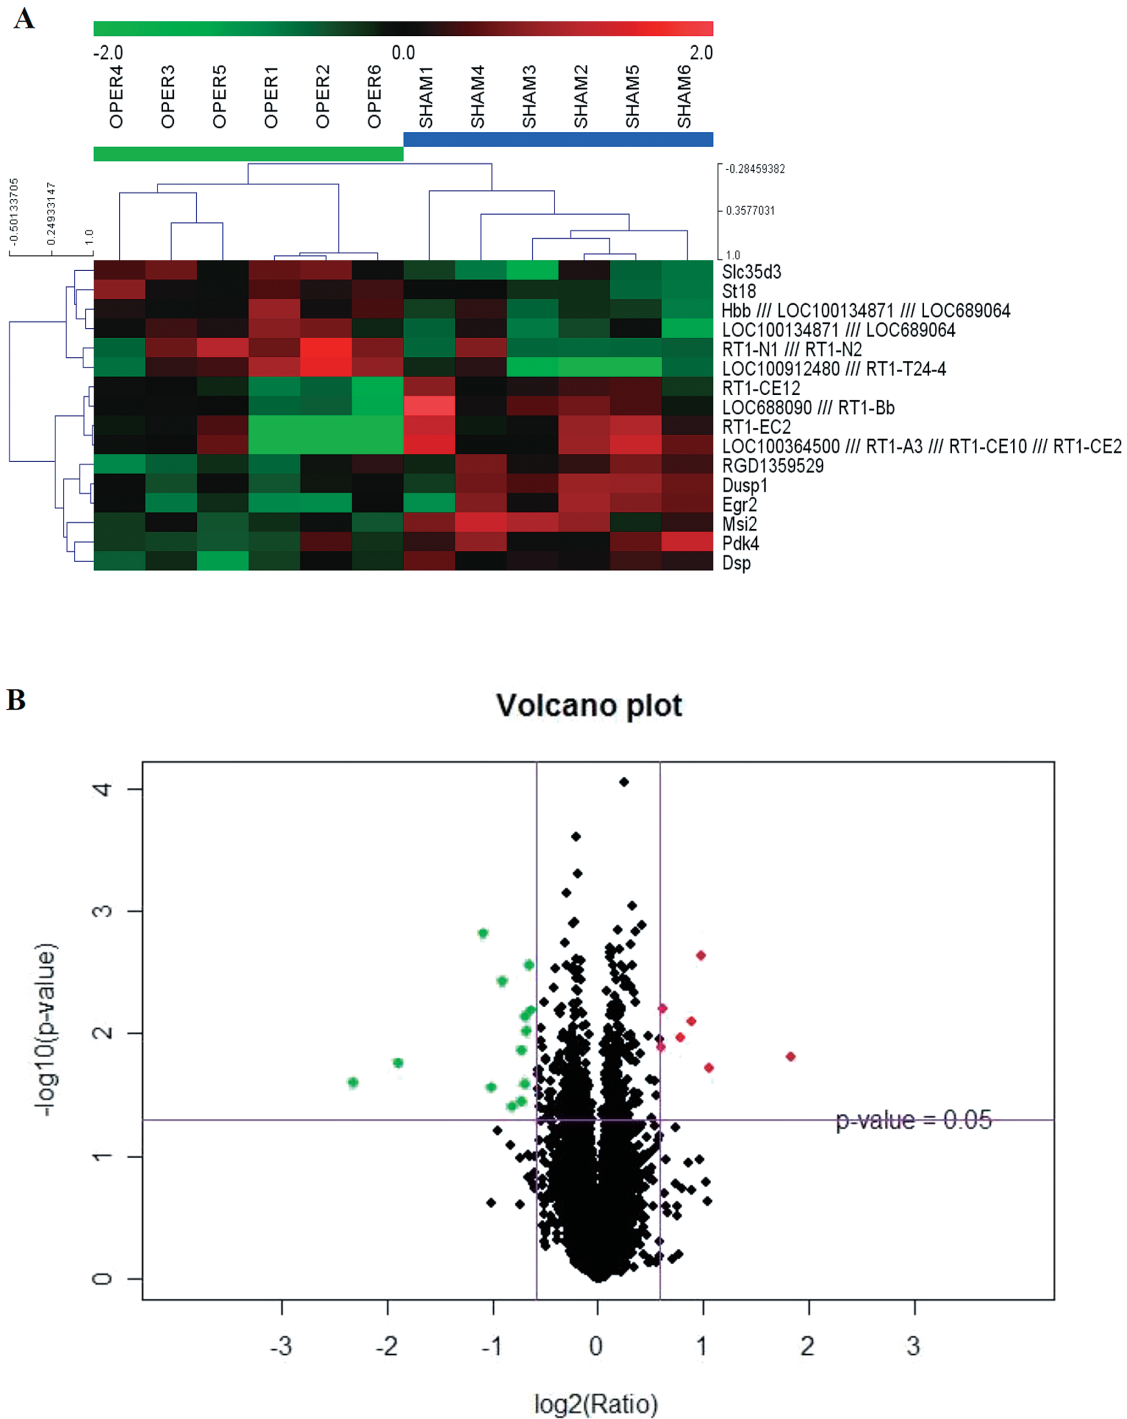 A
-2.0 0.0 2.0
OPER4 OPER3 OPER5 OPER1 OPER2 OPER6 SHAM1 SHAM4 SHAM3 SHAM2 SHAM5 SHAM6
-0.28459382
0.3577031
1.0
-0.50133705 0.24933147 1.0
Slc35d3
St18
Hbb /// LOC100134871 /// LOC689064
LOC100134871 /// LOC689064
RT1-N1 /// RT1-N2
LOC100912480 /// RT1-T24-4
RT1-CE12
LOC688090 /// RT1-Bb
RT1-EC2
LOC100364500 /// RT1-A3 /// RT1-CE10 /// RT1-CE2
RGD1359529
Dusp1
Egr2
Msi2
Pdk4
Dsp
B
Volcano plot
4
3
2
1
0
-log10(p-value)
p-value = 0.05
-3 -2 -1 0 1 2 3
log2(Ratio)